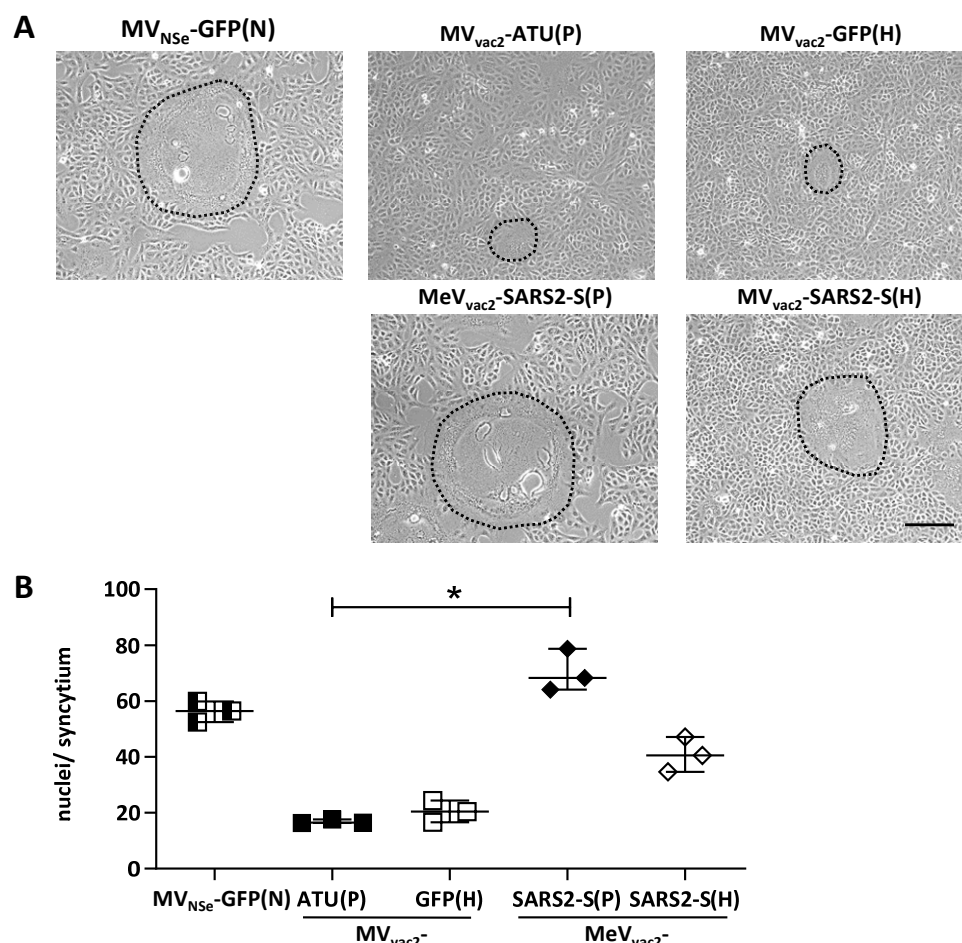 A
MVNSe-GFP(N)
MVvac2-ATU(P)
MVvac2-GFP(H)
MeVvac2-SARS2-S(P)
MVvac2-SARS2-S(H)
B
nuclei/ syncytium
100
80
60
40
20
0
*
MVNSe-GFP(N) ATU(P) GFP(H) SARS2-S(P) SARS2-S(H)
MVvac2- MeVvac2-